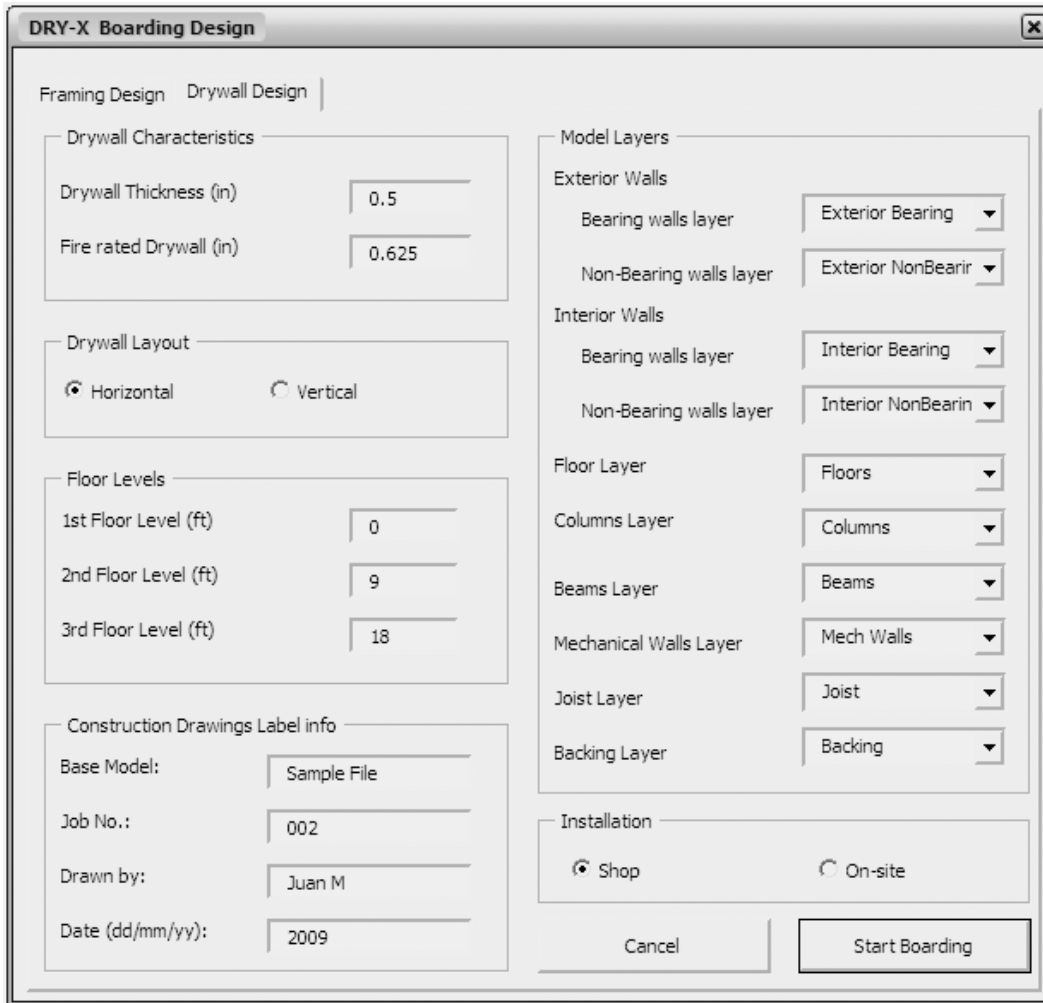 DRY-X Boarding Design
Framing Design
Drywall Design
Drywall Characteristics
Drywall Thickness (in)
0.5
Fire rated Drywall (in)
0.625
Drywall Layout
Horizontal
Vertical
Floor Levels
1st Floor Level (ft)
0
2nd Floor Level (ft)
9
3rd Floor Level (ft)
18
Construction Drawings Label info
Base Model:
Sample File
Job No.:
002
Drawn by:
Juan M
Date (dd/mm/yy):
2009
Model Layers
Exterior Walls
Bearing walls layer
Exterior Bearing
Non-Bearing walls layer
Exterior NonBearir
Interior Walls
Bearing walls layer
Interior Bearing
Non-Bearing walls layer
Interior NonBearin
Floor Layer
Floors
Columns Layer
Columns
Beams Layer
Beams
Mechanical Walls Layer
Mech Walls
Joist Layer
Joist
Backing Layer
Backing
Installation
Shop
On-site
Cancel
Start Boarding